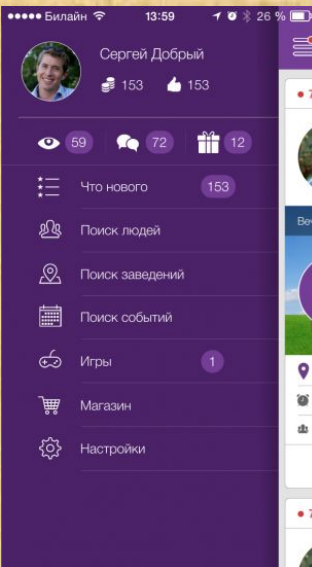 Билайн 13:59 26 %
Сергей Добрый
153 153
59 72 12
Что нового 153
Поиск людей
Поиск заведений
Поиск событий
Игры 1
Магазин
Настройки